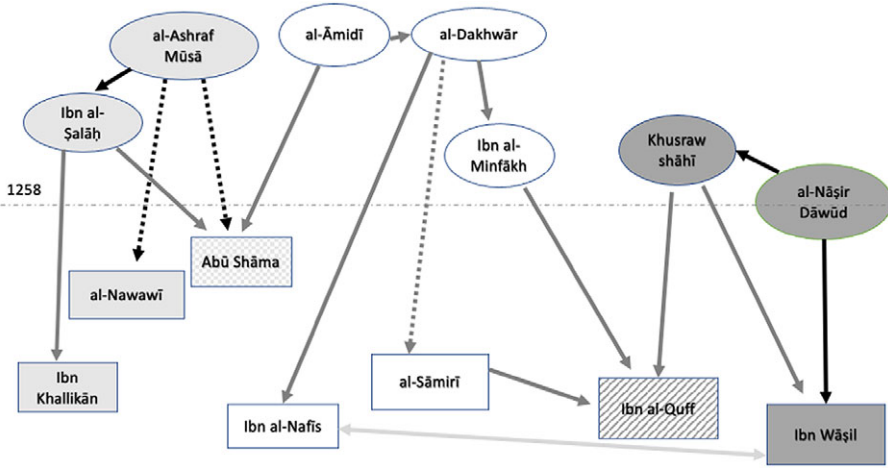 al-Ashraf
Mūsā
al-Āmidī
al-Dakhwār
Ibn al-
Ṣalāḥ
Ibn al-
Minfākh
Khusraw
shāhī
1258
al-Nāṣir
Dāwūd
Abū Shāma
al-Nawawī
Ibn
Khallikān
al-Sāmirī
Ibn al-Nafīs
Ibn al-Quff
Ibn Wāṣil